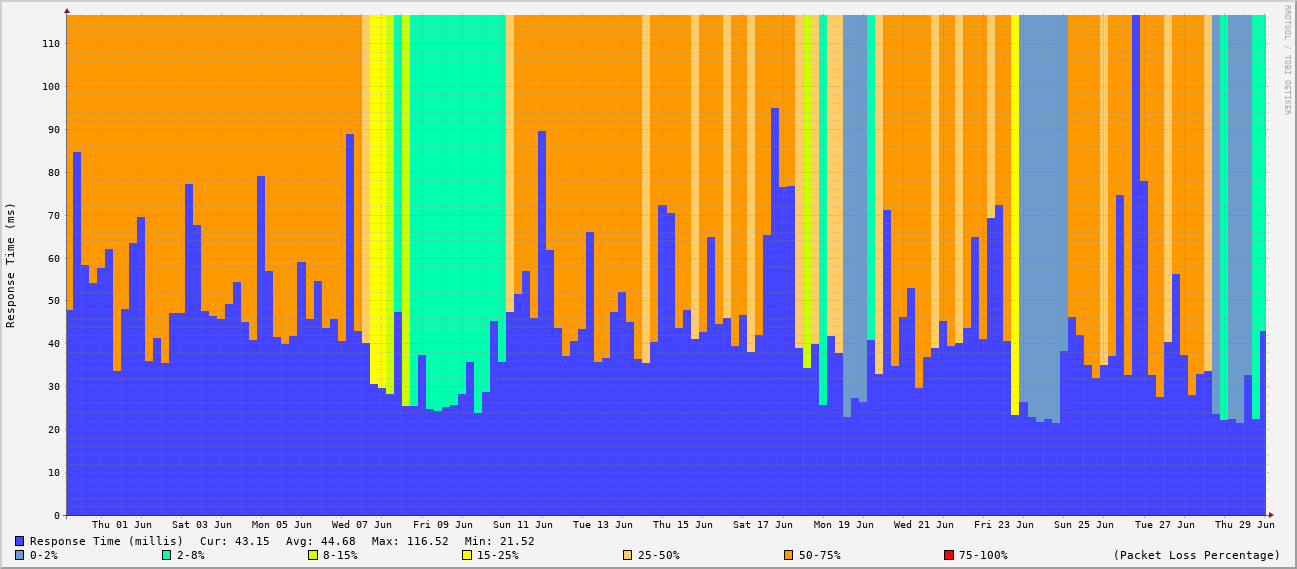 RRDTOOL / TOBI OETIKER
Response Time (ms)
110
100
90
80
70
60
50
40
30
20
10
0
Thu 01 Jun Sat 03 Jun Mon 05 Jun Wed 07 Jun Fri 09 Jun Sun 11 Jun Tue 13 Jun Thu 15 Jun Sat 17 Jun Mon 19 Jun Wed 21 Jun Fri 23 Jun Sun 25 Jun Tue 27 Jun Thu 29 Jun
Response Time (millis) Cur: 43.15 Avg: 44.68 Max: 116.52 Min: 21.52
0-2% 2-8% 8-15% 15-25% 25-50% 50-75% 75-100% (Packet Loss Percentage)